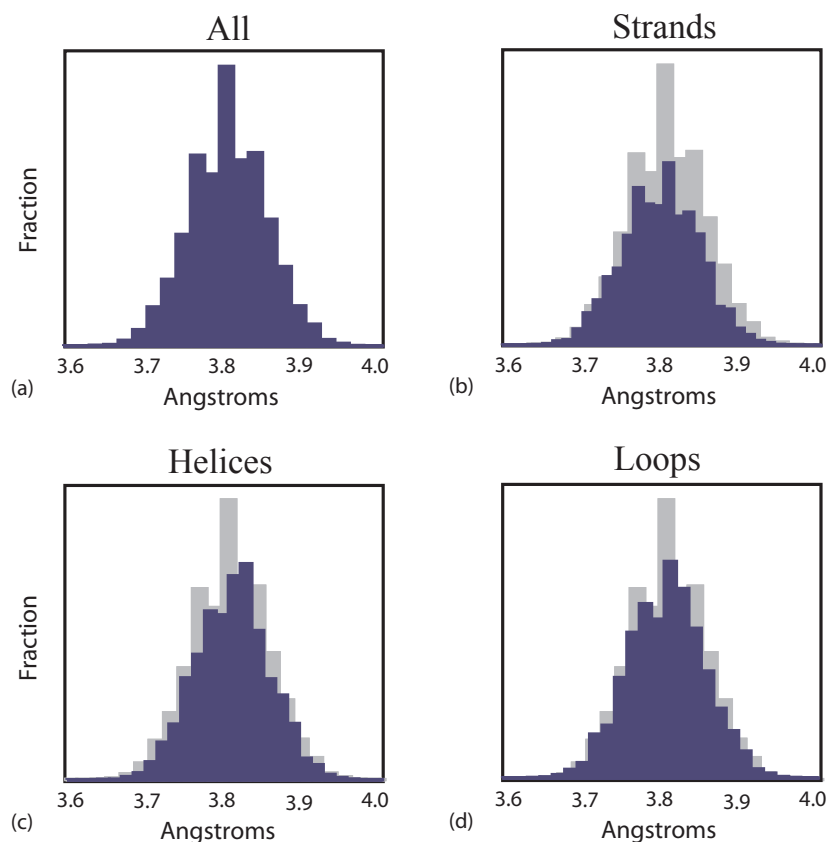 All
Fraction
3.6 3.7 3.8 3.9 4.0
(a)
Angstroms
Strands
3.6 3.7 3.8 3.9 4.0
(b)
Angstroms
Helices
Fraction
3.6 3.7 3.8 3.9 4.0
(c)
Angstroms
Loops
3.6 3.7 3.8 3.9 4.0
(d)
Angstroms